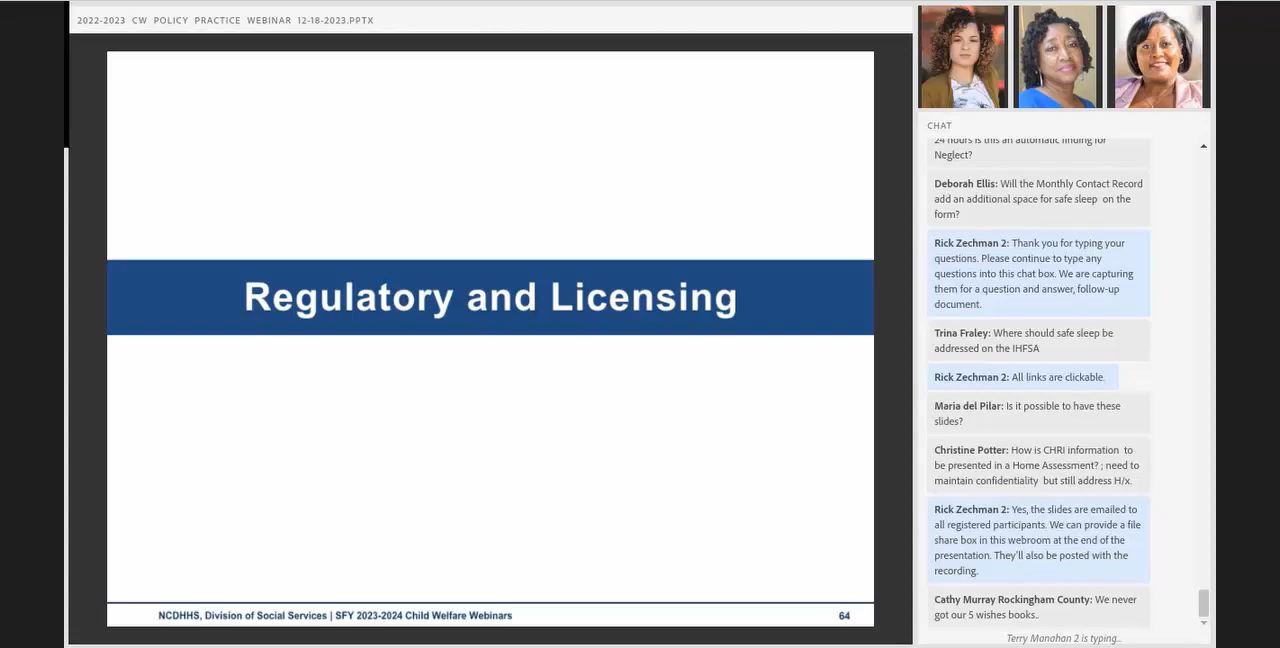 2022-2023 CW POLICY PRACTICE WEBINAR 12-18-2023.PPTX
Regulatory and Licensing
NCDHHS, Division of Social Services | SFY 2023-2024 Child Welfare Webinars
64
CHAT
24 hours is this an automatic finding for
Neglect?
Deborah Ellis: Will the Monthly Contact Record
add an additional space for safe sleep on the
form?
Rick Zechman 2: Thank you for typing your
questions. Please continue to type any
questions into this chat box. We are capturing
them for a question and answer, follow-up
document.
Trina Fraley: Where should safe sleep be
addressed on the IHFSA
Rick Zechman 2: All links are clickable.
Maria del Pilar: Is it possible to have these
slides?
Christine Potter: How is CHRI information to
be presented in a Home Assessment? ; need to
maintain confidentiality but still address H/x.
Rick Zechman 2: Yes, the slides are emailed to
all registered participants. We can provide a file
share box in this webroom at the end of the
presentation. They'll also be posted with the
recording.
Cathy Murray Rockingham County: We never
got our 5 wishes books..
Terry Manahan 2 is typing...